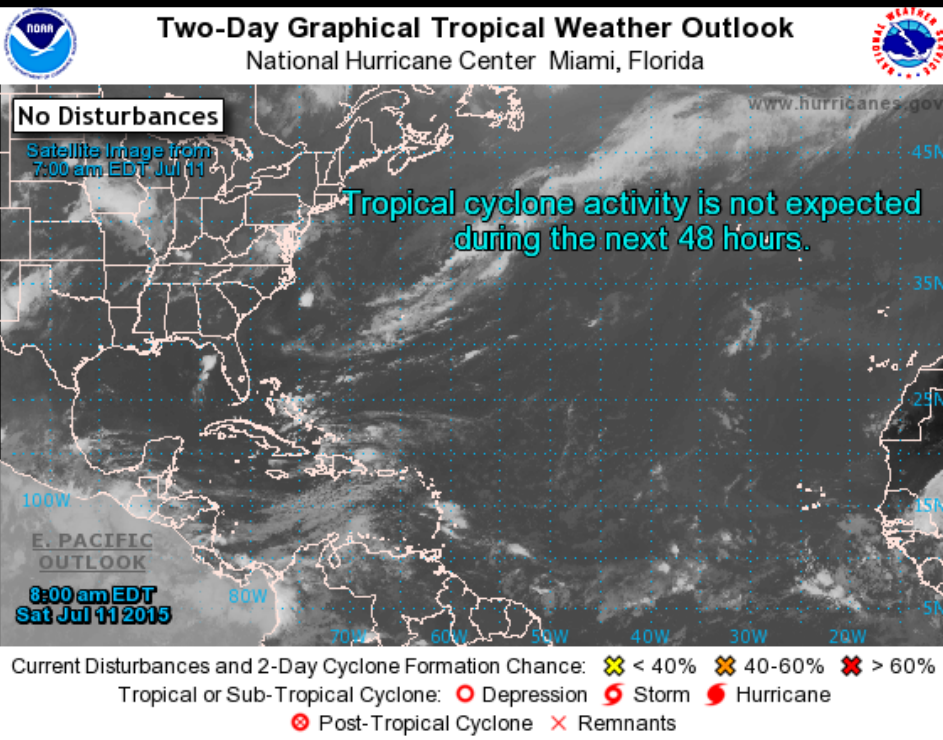 NOAA
Two-Day Graphical Tropical Weather Outlook
National Hurricane Center Miami, Florida
www.hurricanes.gov
No Disturbances
Satellite Image from
7:00 am EDT Jul 11
45N
Tropical cyclone activity is not expected
during the next 48 hours.
35N
25N
100W
15N
E. PACIFIC
OUTLOOK
8:00 am EDT
Sat Jul 11 2015
80W
5N
70W 60W 50W 40W 30W 20W
Current Disturbances and 2-Day Cyclone Formation Chance: < 40% 40-60% > 60%
Tropical or Sub-Tropical Cyclone: Depression Storm Hurricane
Post-Tropical Cyclone Remnants